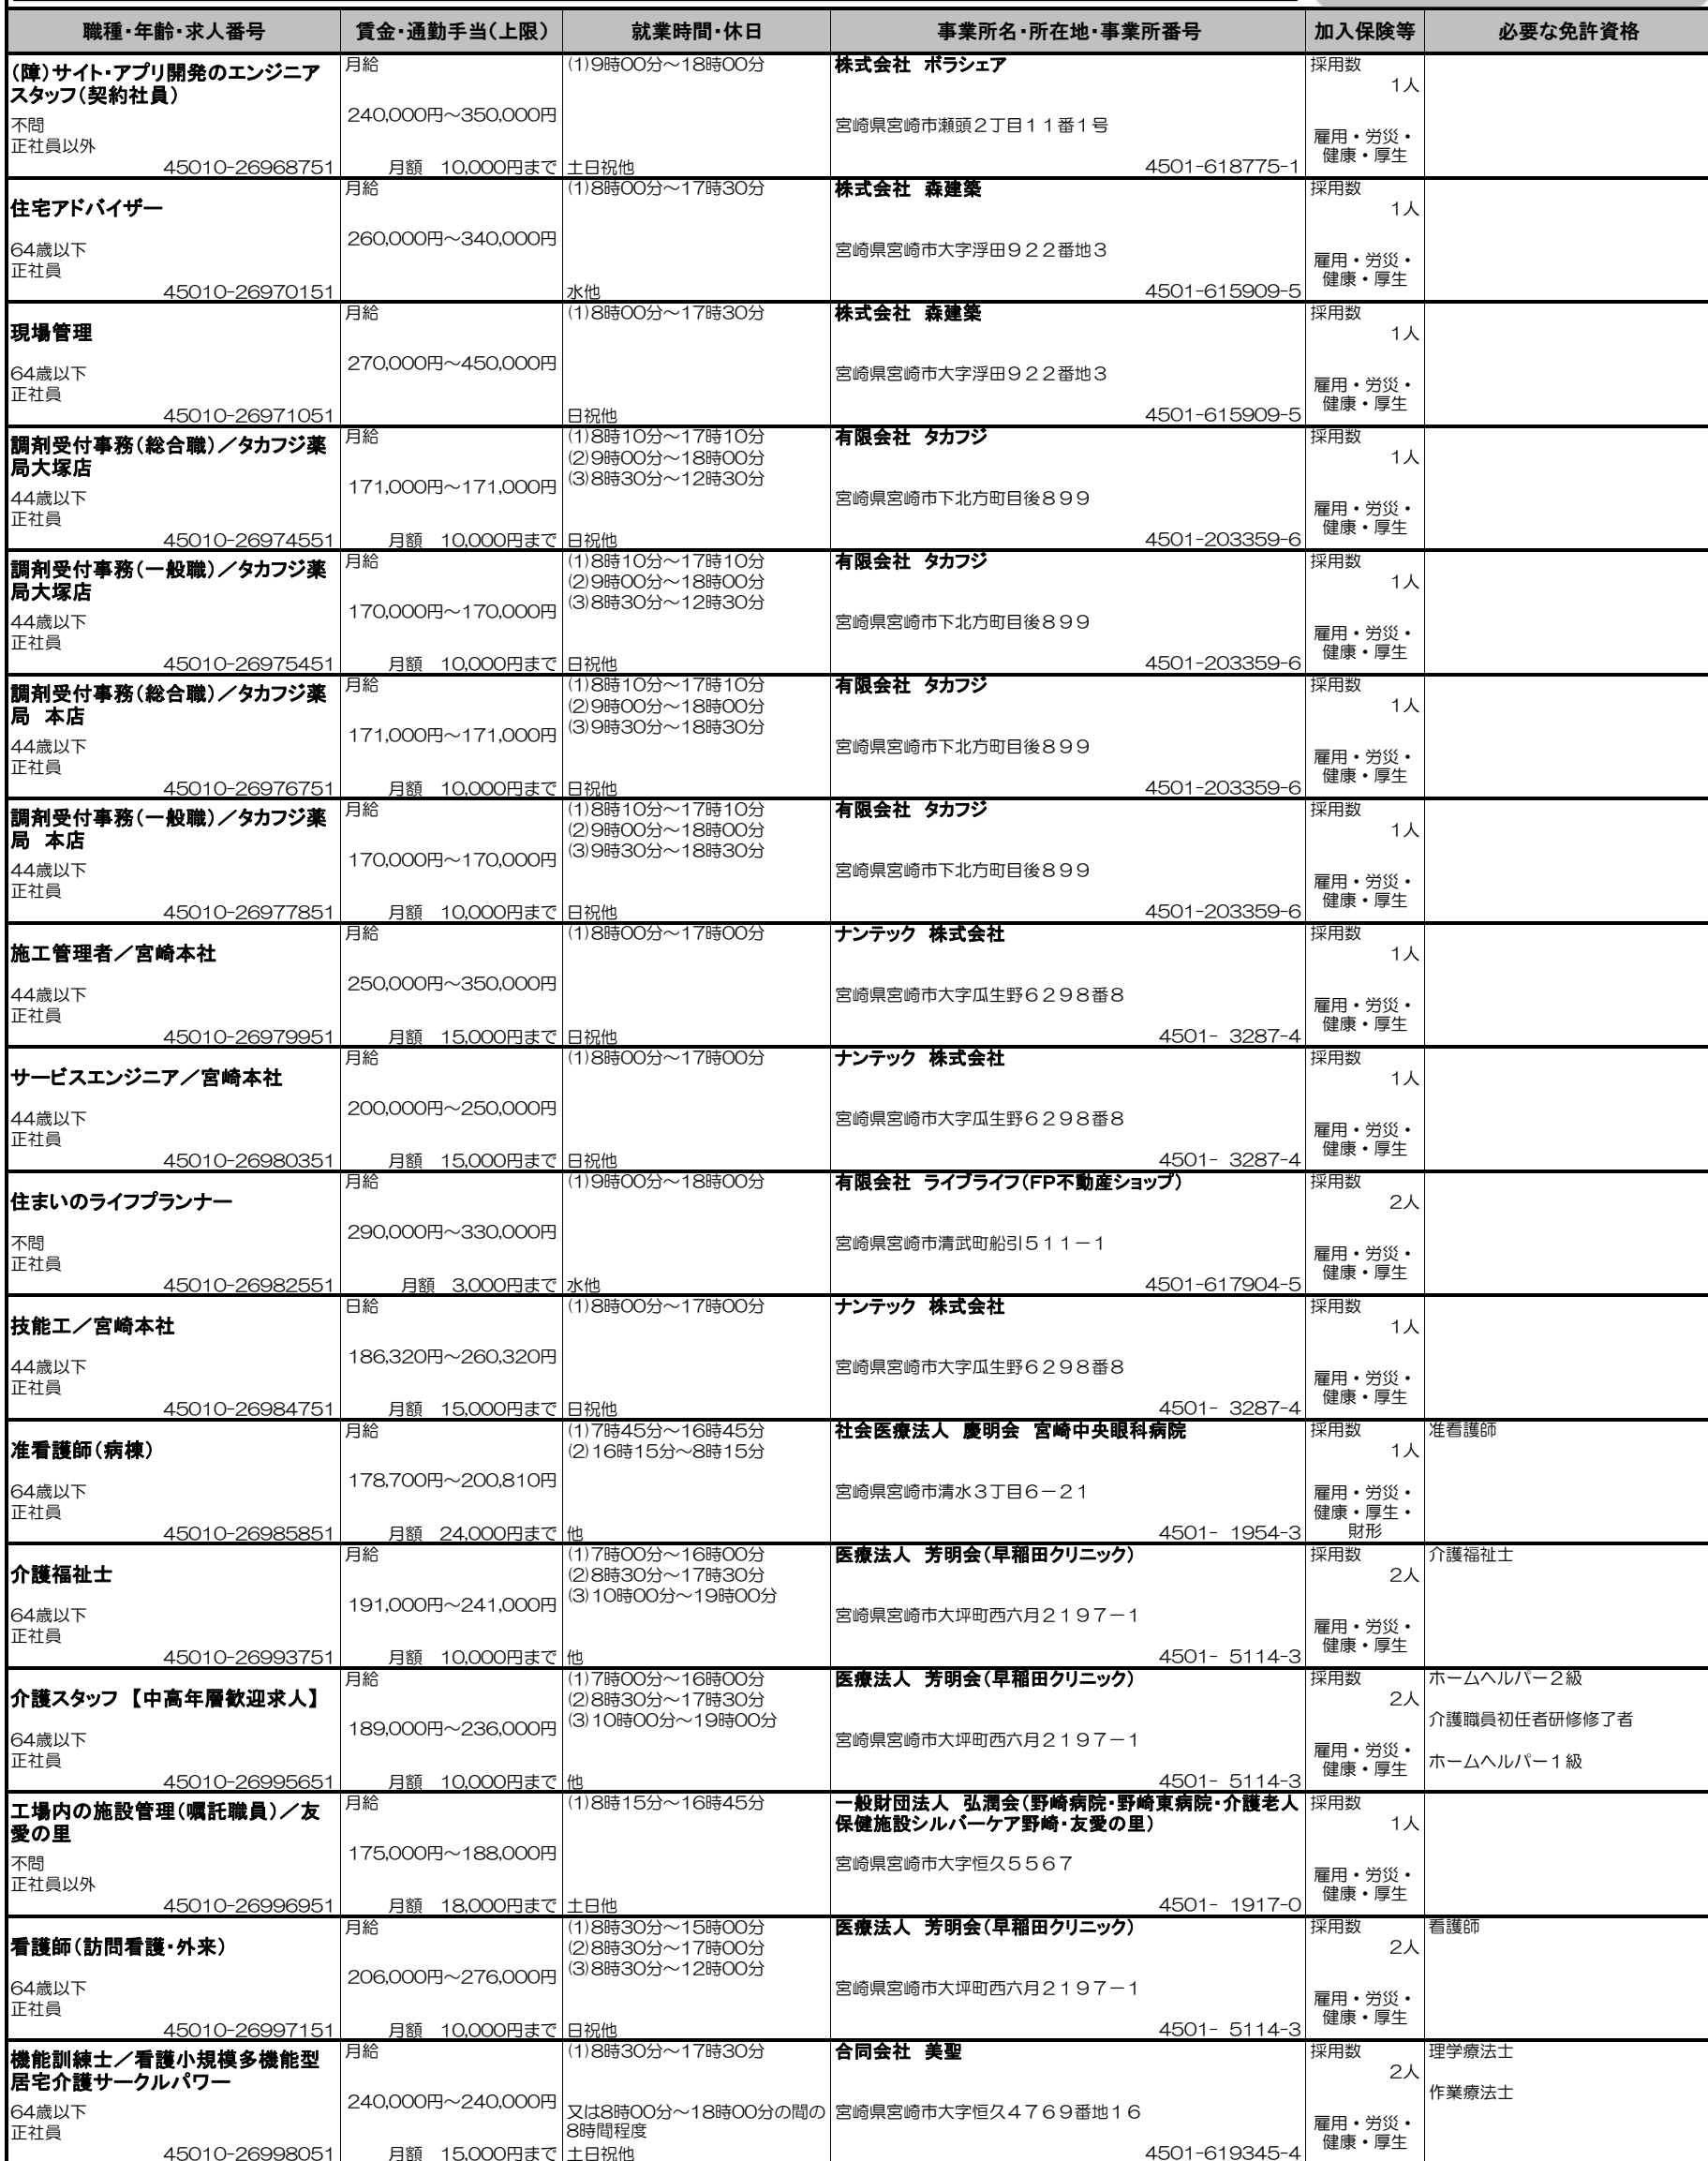 職種・年齢・求人番号 賃金・通勤手当（上限） 就業時間・休日 事業所名・所在地・事業所番号 加入保険等 必要な免許資格
（障）サイト・アプリ開発のエンジニア
スタッフ（契約社員）
不問
正社員以外
45010-26968751
月給
240,000円～350,000円
月額 10,000円まで
(1)9時00分～18時00分
土日祝他
株式会社 ボラシェア
宮崎県宮崎市瀬頭２丁目１１番１号
4501-618775-1
採用数
1人
雇用・労災・
健康・厚生
住宅アドバイザー
64歳以下
正社員
45010-26970151
月給
260,000円～340,000円
(1)8時00分～17時30分
水他
株式会社 森建築
宮崎県宮崎市大字浮田９２２番地３
4501-615909-5
採用数
1人
雇用・労災・
健康・厚生
現場管理
64歳以下
正社員
45010-26971051
月給
270,000円～450,000円
(1)8時00分～17時30分
日祝他
株式会社 森建築
宮崎県宮崎市大字浮田９２２番地３
4501-615909-5
採用数
1人
雇用・労災・
健康・厚生
調剤受付事務（総合職）／タカフジ薬
局大塚店
44歳以下
正社員
45010-26974551
月給
171,000円～171,000円
月額 10,000円まで
(1)8時10分～17時10分
(2)9時00分～18時00分
(3)8時30分～12時30分
日祝他
有限会社 タカフジ
宮崎県宮崎市下北方町目後８９９
4501-203359-6
採用数
1人
雇用・労災・
健康・厚生
調剤受付事務（一般職）／タカフジ薬
局大塚店
44歳以下
正社員
45010-26975451
月給
170,000円～170,000円
月額 10,000円まで
(1)8時10分～17時10分
(2)9時00分～18時00分
(3)8時30分～12時30分
日祝他
有限会社 タカフジ
宮崎県宮崎市下北方町目後８９９
4501-203359-6
採用数
1人
雇用・労災・
健康・厚生
調剤受付事務（総合職）／タカフジ薬
局 本店
44歳以下
正社員
45010-26976751
月給
171,000円～171,000円
月額 10,000円まで
(1)8時10分～17時10分
(2)9時00分～18時00分
(3)9時30分～18時30分
日祝他
有限会社 タカフジ
宮崎県宮崎市下北方町目後８９９
4501-203359-6
採用数
1人
雇用・労災・
健康・厚生
調剤受付事務（一般職）／タカフジ薬
局 本店
44歳以下
正社員
45010-26977851
月給
170,000円～170,000円
月額 10,000円まで
(1)8時10分～17時10分
(2)9時00分～18時00分
(3)9時30分～18時30分
日祝他
有限会社 タカフジ
宮崎県宮崎市下北方町目後８９９
4501-203359-6
採用数
1人
雇用・労災・
健康・厚生
施工管理者／宮崎本社
44歳以下
正社員
45010-26979951
月給
250,000円～350,000円
月額 15,000円まで
(1)8時00分～17時00分
日祝他
ナンテック 株式会社
宮崎県宮崎市大字瓜生野６２９８番８
4501- 3287-4
採用数
1人
雇用・労災・
健康・厚生
サービスエンジニア／宮崎本社
44歳以下
正社員
45010-26980351
月給
200,000円～250,000円
月額 15,000円まで
(1)8時00分～17時00分
日祝他
ナンテック 株式会社
宮崎県宮崎市大字瓜生野６２９８番８
4501- 3287-4
採用数
1人
雇用・労災・
健康・厚生
住まいのライフプランナー
不問
正社員
45010-26982551
月給
290,000円～330,000円
月額 3,000円まで
(1)9時00分～18時00分
水他
有限会社 ライブライフ（ＦＰ不動産ショップ）
宮崎県宮崎市清武町船引５１１－１
4501-617904-5
採用数
2人
雇用・労災・
健康・厚生
技能工／宮崎本社
44歳以下
正社員
45010-26984751
日給
186,320円～260,320円
月額 15,000円まで
(1)8時00分～17時00分
日祝他
ナンテック 株式会社
宮崎県宮崎市大字瓜生野６２９８番８
4501- 3287-4
採用数
1人
雇用・労災・
健康・厚生
准看護師（病棟）
64歳以下
正社員
45010-26985851
月給
178,700円～200,810円
月額 24,000円まで
(1)7時45分～16時45分
(2)16時15分～8時15分
他
社会医療法人 慶明会 宮崎中央眼科病院
宮崎県宮崎市清水３丁目６－２１
4501- 1954-3
採用数
1人
雇用・労災・
健康・厚生・
財形
准看護師
介護福祉士
64歳以下
正社員
45010-26993751
月給
191,000円～241,000円
月額 10,000円まで
(1)7時00分～16時00分
(2)8時30分～17時30分
(3)10時00分～19時00分
他
医療法人 芳明会（早稲田クリニック）
宮崎県宮崎市大坪町西六月２１９７－１
4501- 5114-3
採用数
2人
雇用・労災・
健康・厚生
介護福祉士
介護スタッフ【中高年層歓迎求人】
64歳以下
正社員
45010-26995651
月給
189,000円～236,000円
月額 10,000円まで
(1)7時00分～16時00分
(2)8時30分～17時30分
(3)10時00分～19時00分
他
医療法人 芳明会（早稲田クリニック）
宮崎県宮崎市大坪町西六月２１９７－１
4501- 5114-3
採用数
2人
雇用・労災・
健康・厚生
ホームヘルパー２級
介護職員初任者研修修了者
ホームヘルパー１級
工場内の施設管理（嘱託職員）／友
愛の里
不問
正社員以外
45010-26996951
月給
175,000円～188,000円
月額 18,000円まで
(1)8時15分～16時45分
土日他
一般財団法人 弘潤会（野崎病院・野崎東病院・介護老人
保健施設シルバーケア野崎・友愛の里）
宮崎県宮崎市大字恒久５５６７
4501- 1917-0
採用数
1人
雇用・労災・
健康・厚生
看護師（訪問看護・外来）
64歳以下
正社員
45010-26997151
月給
206,000円～276,000円
月額 10,000円まで
(1)8時30分～15時00分
(2)8時30分～17時00分
(3)8時30分～12時00分
日祝他
医療法人 芳明会（早稲田クリニック）
宮崎県宮崎市大坪町西六月２１９７－１
4501- 5114-3
採用数
2人
雇用・労災・
健康・厚生
看護師
機能訓練士／看護小規模多機能型
居宅介護サークルパワー
64歳以下
正社員
45010-26998051
月給
240,000円～240,000円
月額 15,000円まで
(1)8時30分～17時30分
又は8時00分～18時00分の間の
8時間程度
土日祝他
合同会社 美聖
宮崎県宮崎市大字恒久４７６９番地１６
4501-619345-4
採用数
2人
雇用・労災・
健康・厚生
理学療法士
作業療法士